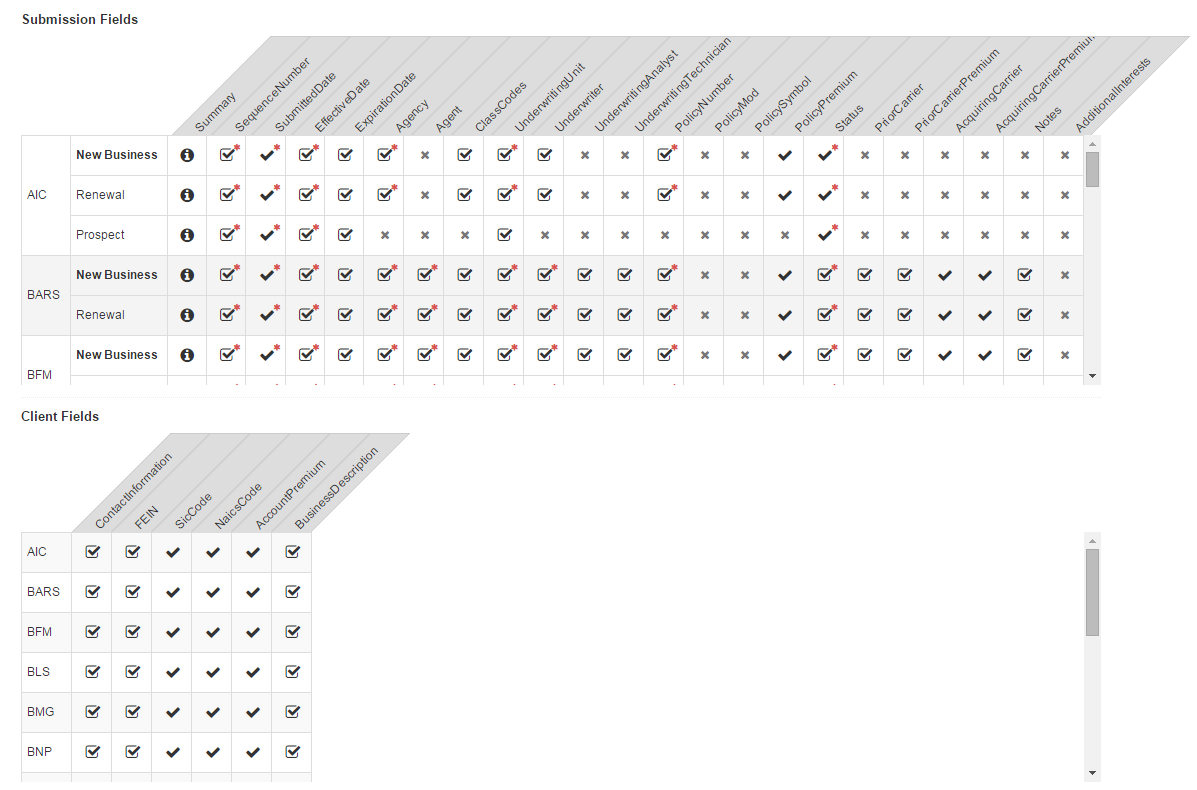 Submission Fields
Summary
SequenceNumber
SubmittedDate
EffectiveDate
ExpirationDate
Agency
Agent
ClassCodes
UnderwritingUnit
Underwriter
UnderwritingAnalyst
UnderwritingTechnician
PolicyNumber
PolicyMod
PolicySymbol
PolicyPremium
Status
PriorCarrier
PriorCarrierPremium
AcquiringCarrier
AcquiringCarrierPremium
Notes
AdditionalInterests
AIC
New Business
Renewal
Prospect
BARS
New Business
Renewal
BFM
New Business
Client Fields
ContactInformation
FEIN
SicCode
NaicsCode
AccountPremium
BusinessDescription
AIC
BARS
BFM
BLS
BMG
BNP